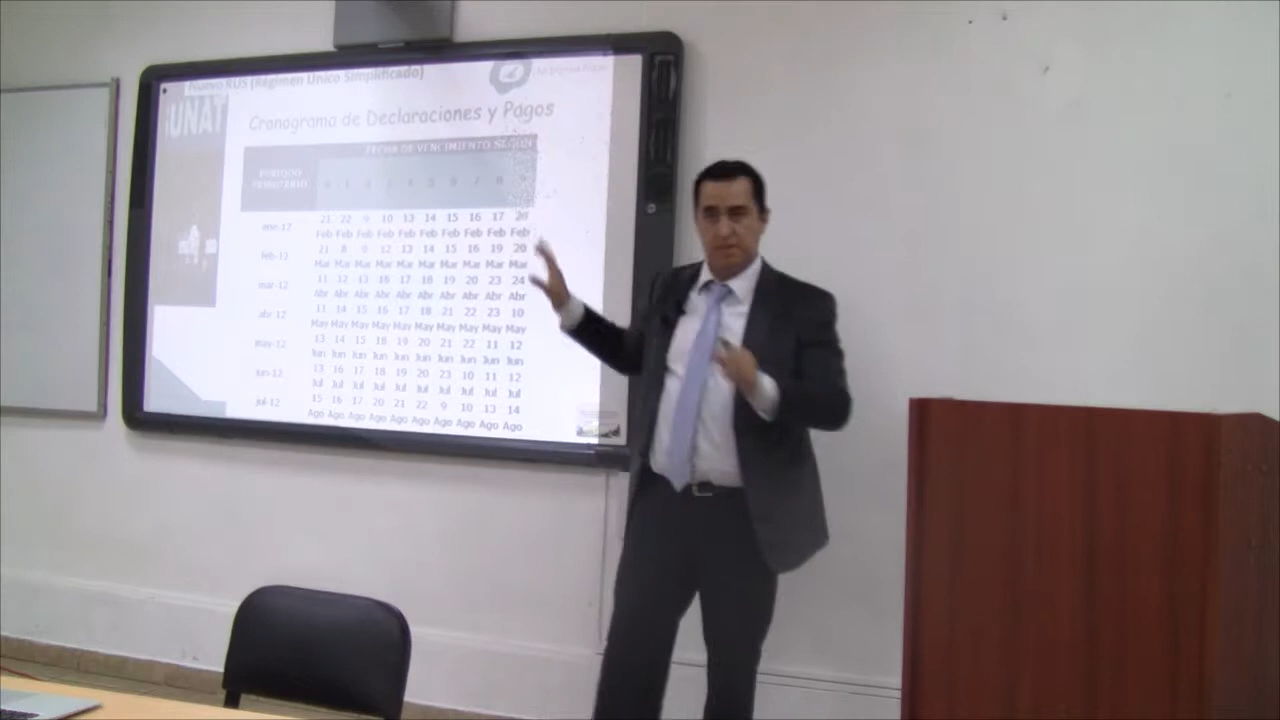 Nuevo RUS (Régimen Único Simplificado)
SUNAT
Cronograma de Declaraciones y Pagos
FECHA DE VENCIMIENTO SEGÚN
PERIODO
TRIBUTARIO
ene-12 21 22 9 10 13 14 15 16 17 20
Feb Feb Feb Feb Feb Feb Feb Feb Feb Feb
feb-12 21 8 9 12 13 14 15 16 19 20
Mar Mar Mar Mar Mar Mar Mar Mar Mar Mar
mar-12 11 12 13 16 17 18 19 20 23 24
Abr Abr Abr Abr Abr Abr Abr Abr Abr Abr
abr-12 11 14 15 16 17 18 21 22 23 10
May May May May May May May May May May
may-12 13 14 15 18 19 20 21 22 11 12
Jun Jun Jun Jun Jun Jun Jun Jun Jun Jun
jun-12 13 16 17 18 19 20 23 10 11 12
Jul Jul Jul Jul Jul Jul Jul Jul Jul Jul
jul-12 15 16 17 20 21 22 9 10 13 14
Ago Ago Ago Ago Ago Ago Ago Ago Ago Ago